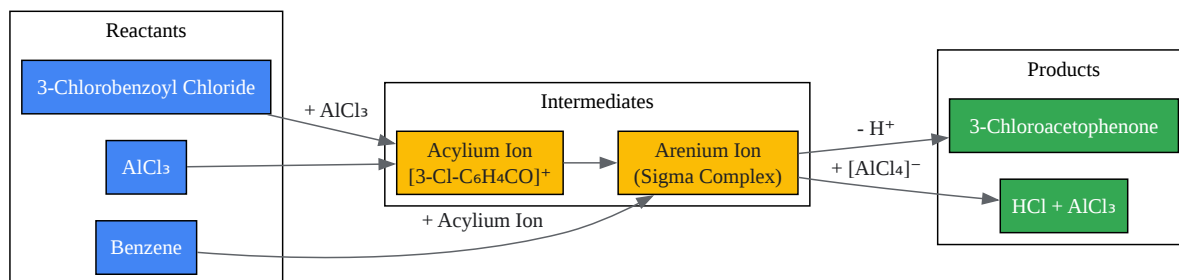 Reactants
3-Chlorobenzoyl Chloride
AlCl₃
Benzene
+ AlCl₃
+ Acylium Ion
Intermediates
Acylium Ion
[3-Cl-C₆H₄CO]⁺
Arenium Ion
(Sigma Complex)
- H⁺
+ [AlCl₄]⁻
Products
3-Chloroacetophenone
HCl + AlCl₃